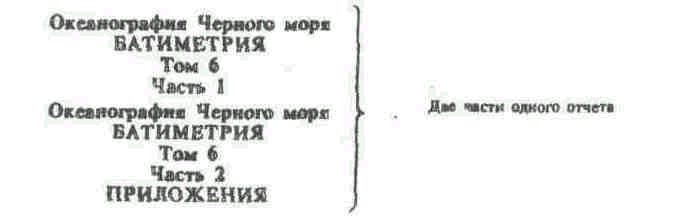 Океанография Черного моря
БАТИМЕТРИЯ
Том 6
Часть 1
Океанография Черного моря
БАТИМЕТРИЯ
Том 6
Часть 2
ПРИЛОЖЕНИЯ
Две части одного отчета